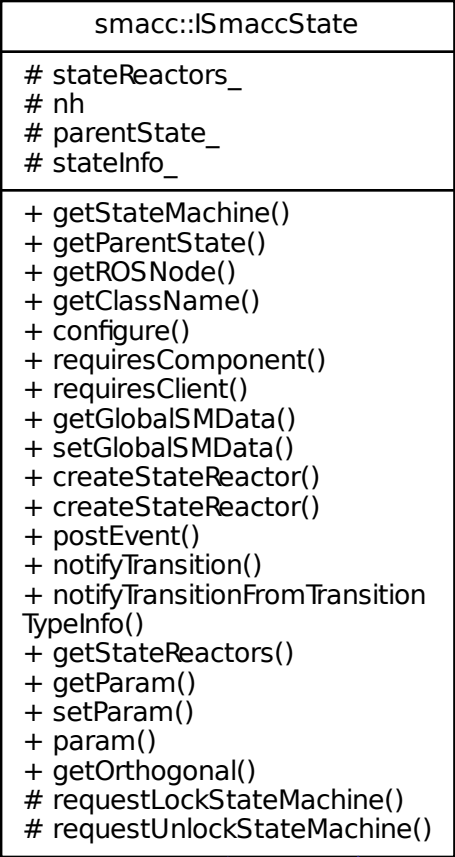 smacc::ISmaccState
# stateReactors_
# nh
# parentState_
# stateInfo_
+ getStateMachine()
+ getParentState()
+ getROSNode()
+ getClassName()
+ configure()
+ requiresComponent()
+ requiresClient()
+ getGlobalSMData()
+ setGlobalSMData()
+ createStateReactor()
+ createStateReactor()
+ postEvent()
+ notifyTransition()
+ notifyTransitionFromTransition
TypeInfo()
+ getStateReactors()
+ getParam()
+ setParam()
+ param()
+ getOrthogonal()
# requestLockStateMachine()
# requestUnlockStateMachine()